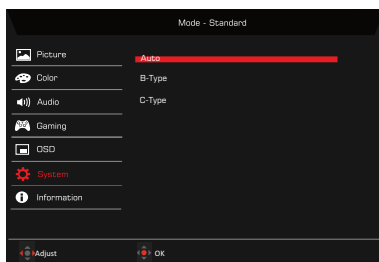 Mode - Standard
Picture
Color
Audio
Gaming
OSD
System
Information
Auto
B-Type
C-Type
Adjust
OK